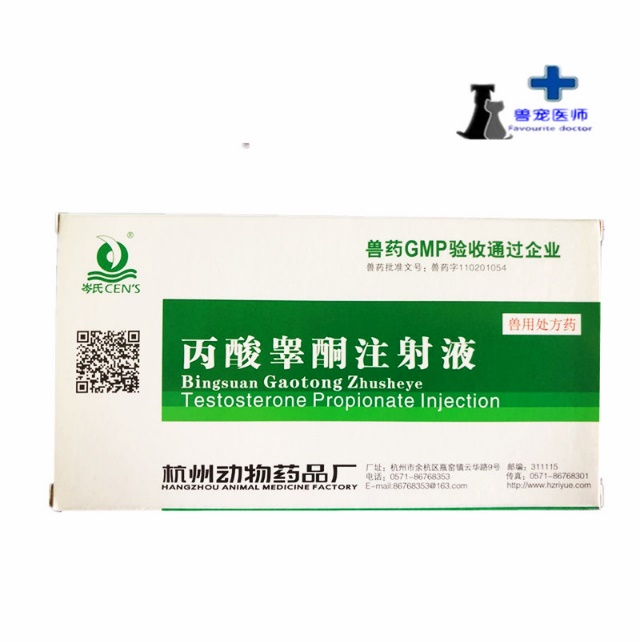 兽宠医师
Favourite doctor
岑氏CEN'S
®
兽药GMP验收通过企业
兽药批准文号：兽药字110201054
兽用处方药
丙酸睾酮注射液
Bingsuan Gaotong Zhusheye
Testosterone Propionate Injection
杭州动物药品厂
HANGZHOU ANIMAL MEDICINE FACTORY
厂址：杭州市余杭区瓶窑镇云华路9号 邮编：311115
电话：0571-86768353 传真：0571-86768301
E-mail:86768353@163.com http://www.hzriyue.com